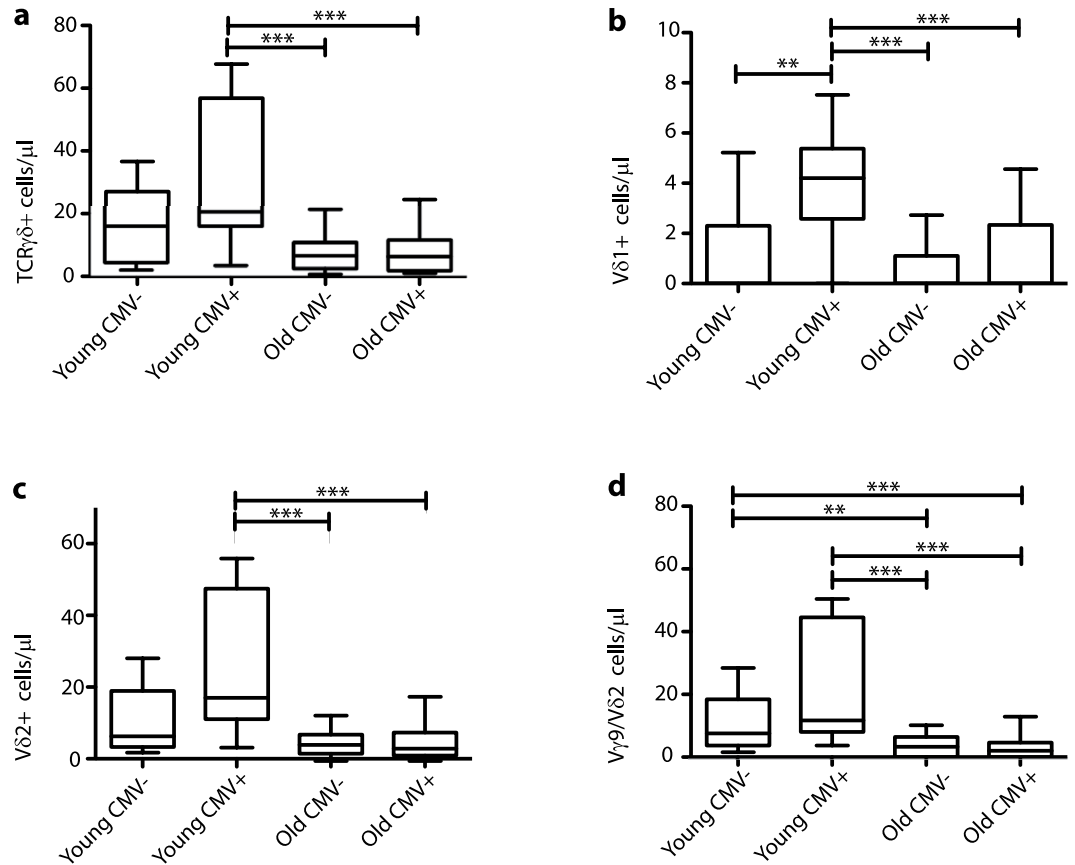 a
80
60
40
20
0
TCRγδ+ cells/μl
***
***
Young CMV-
Young CMV+
Old CMV-
Old CMV+
b
10
8
6
4
2
0
Vδ1+ cells/μl
***
***
**
Young CMV-
Young CMV+
Old CMV-
Old CMV+
c
60
40
20
0
Vδ2+ cells/μl
***
***
Young CMV-
Young CMV+
Old CMV-
Old CMV+
d
80
60
40
20
0
Vγ9/Vδ2 cells/μl
***
**
***
***
Young CMV-
Young CMV+
Old CMV-
Old CMV+